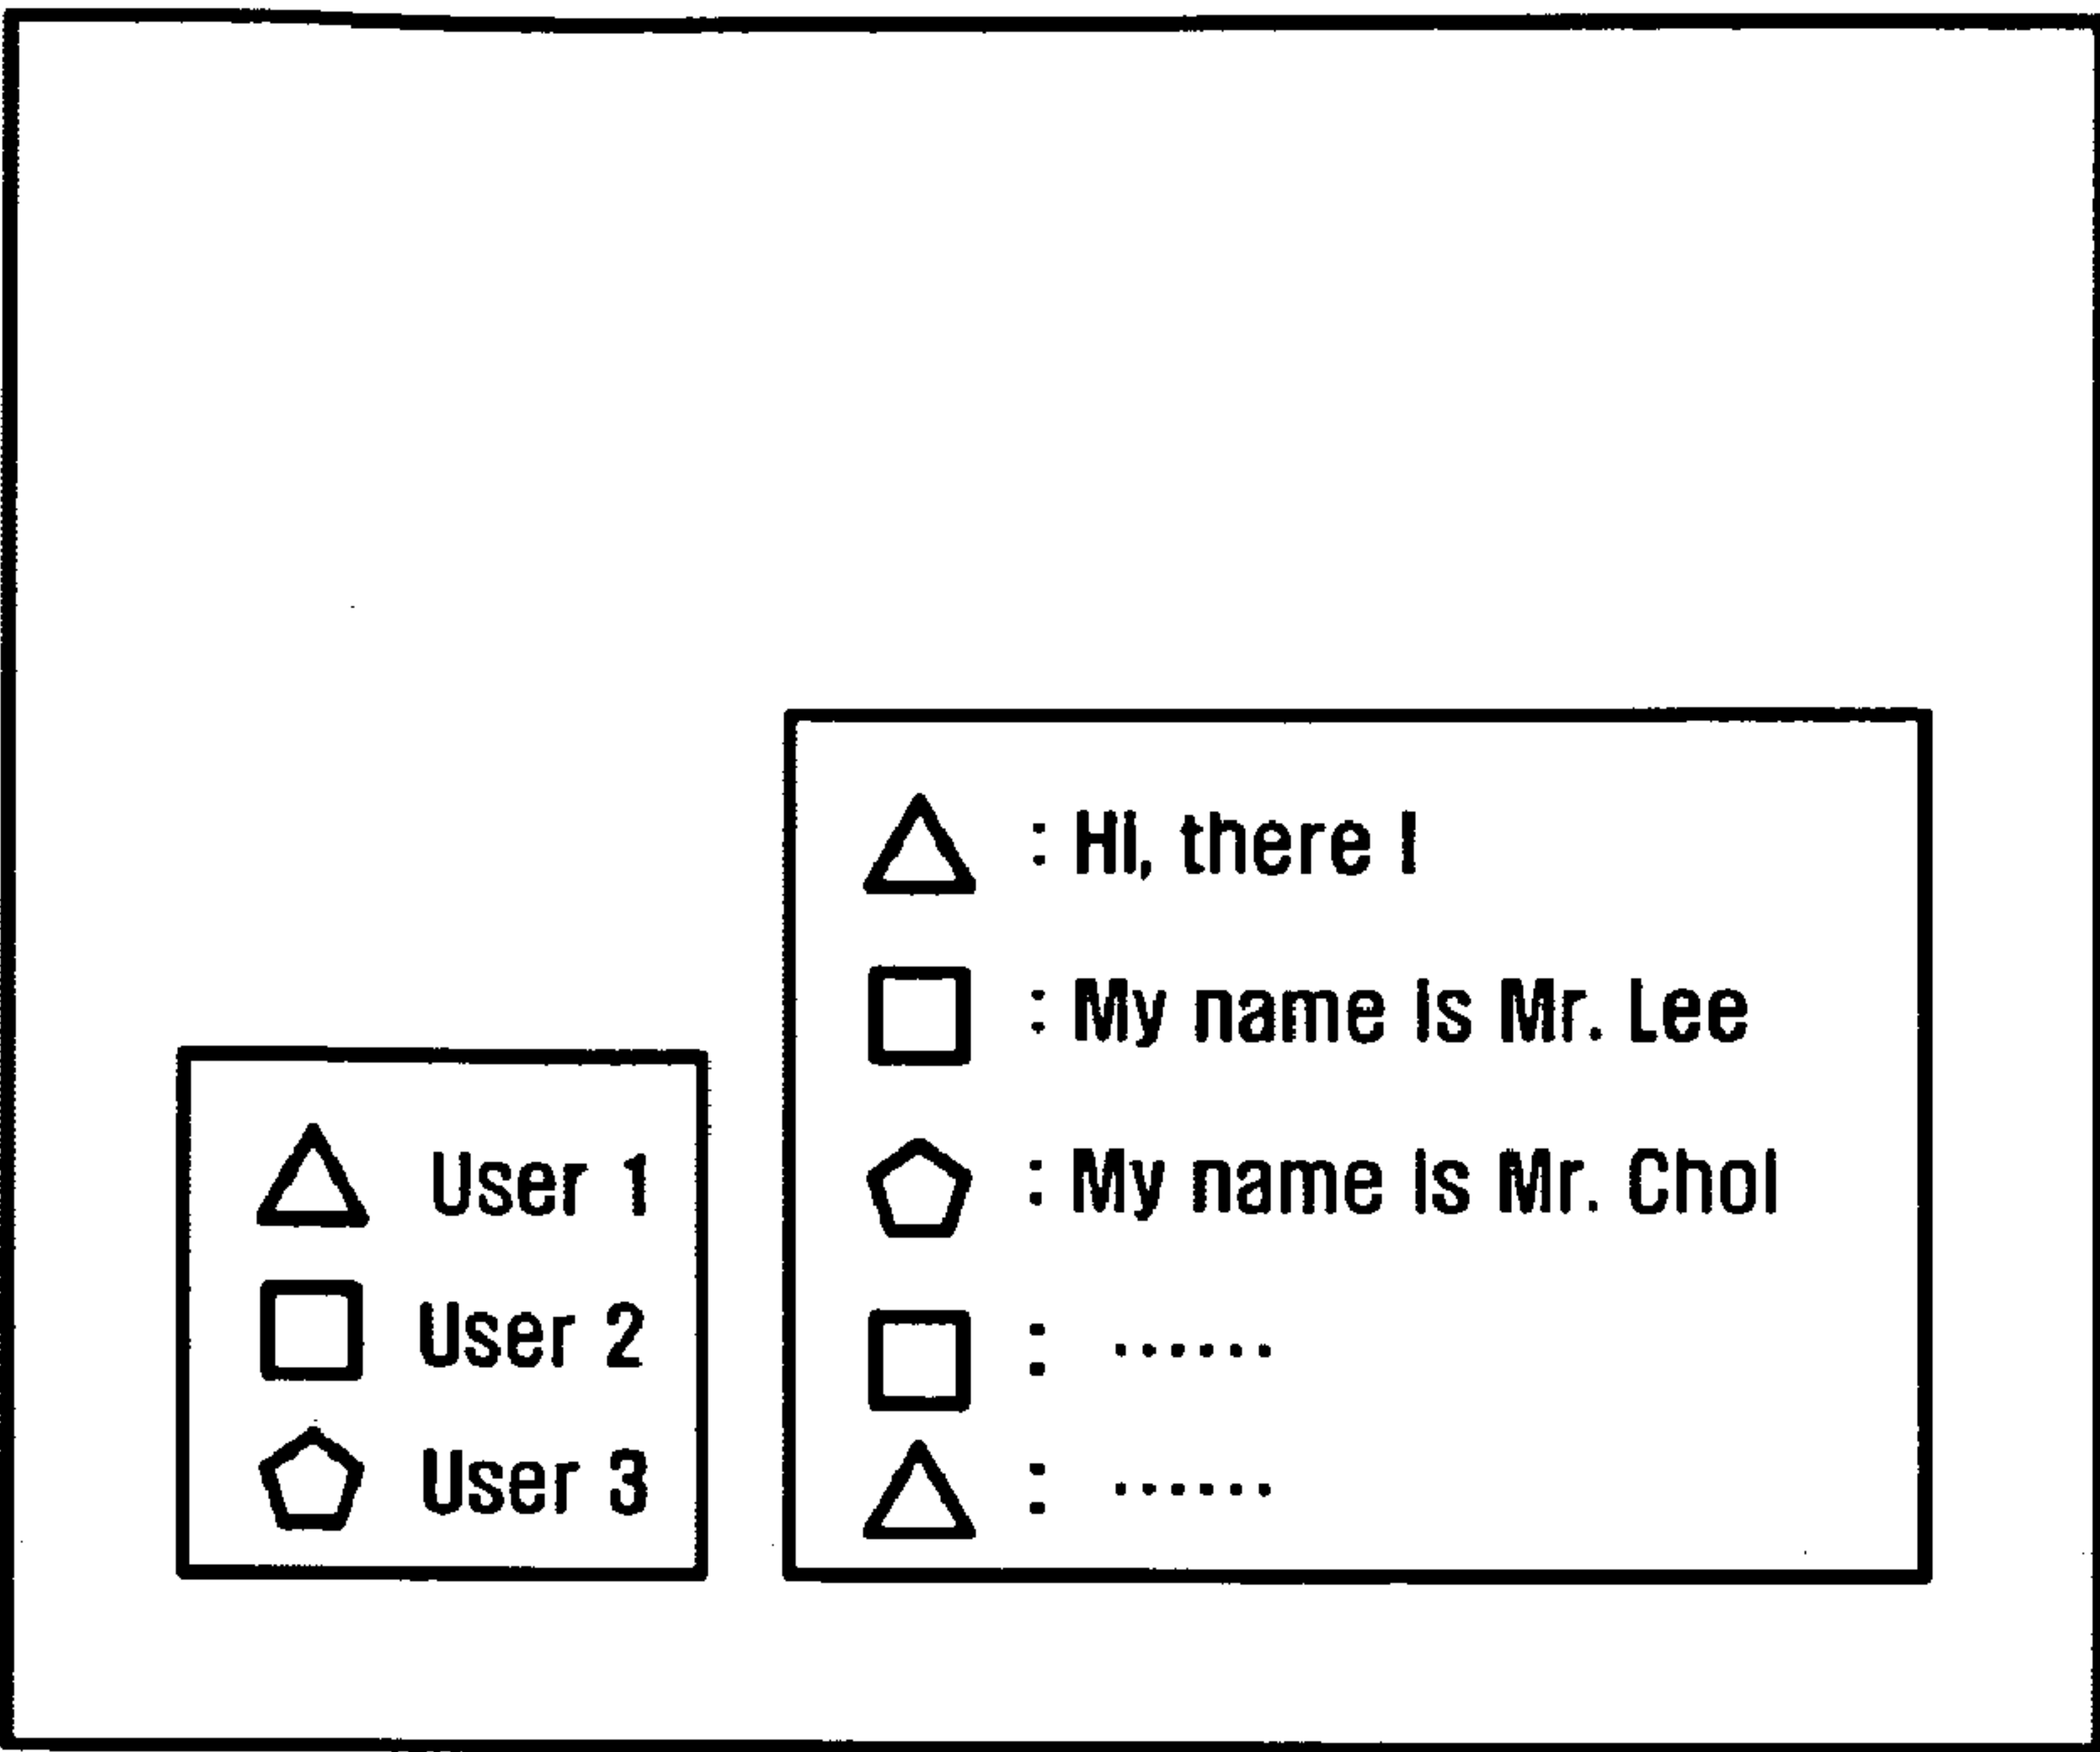 : Hi, there !
: My name is Mr. Lee
: My name is Mr. Choi
: ......
: ......
User 1
User 2
User 3